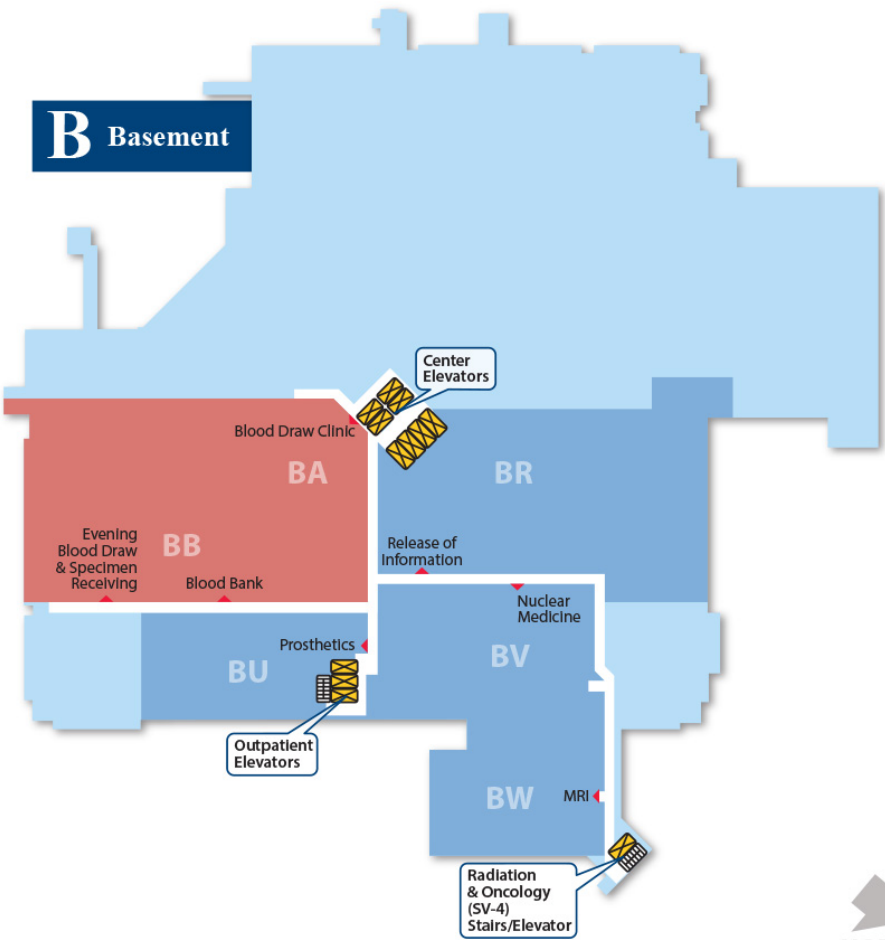 B Basement
Center
Elevators
Blood Draw Clinic
BA
BR
Evening
Blood Draw
& Specimen
Receiving
BB
Blood Bank
Release of
Information
Nuclear
Medicine
Prosthetics
BU
BV
Outpatient
Elevators
BW
MRI
Radiation
& Oncology
(SV-4)
Stairs/Elevator